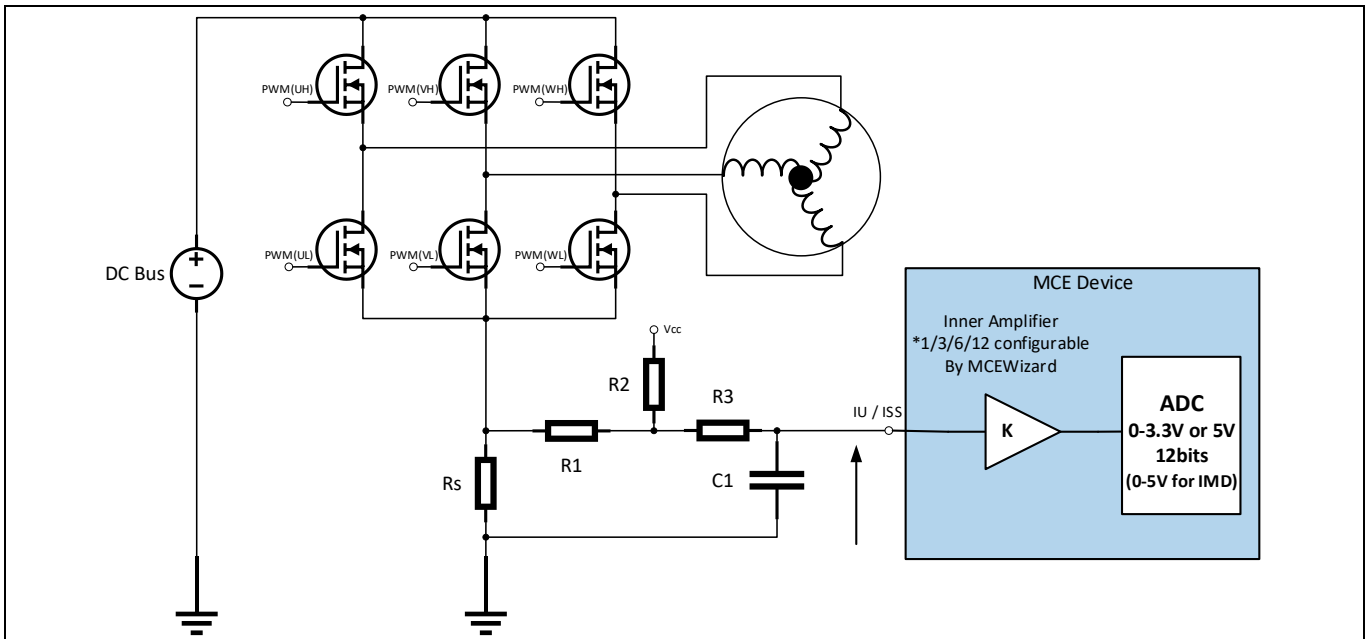 PWM(UH)
PWM(VH)
PWM(WH)
PWM(UL)
PWM(VL)
PWM(WL)
DC Bus
Vcc
R2
R3
R1
Rs
C1
IU / ISS
MCE Device
Inner Amplifier
*1/3/6/12 configurable
By MCEWizard
K
ADC
0-3.3V or 5V
12bits
(0-5V for IMD)